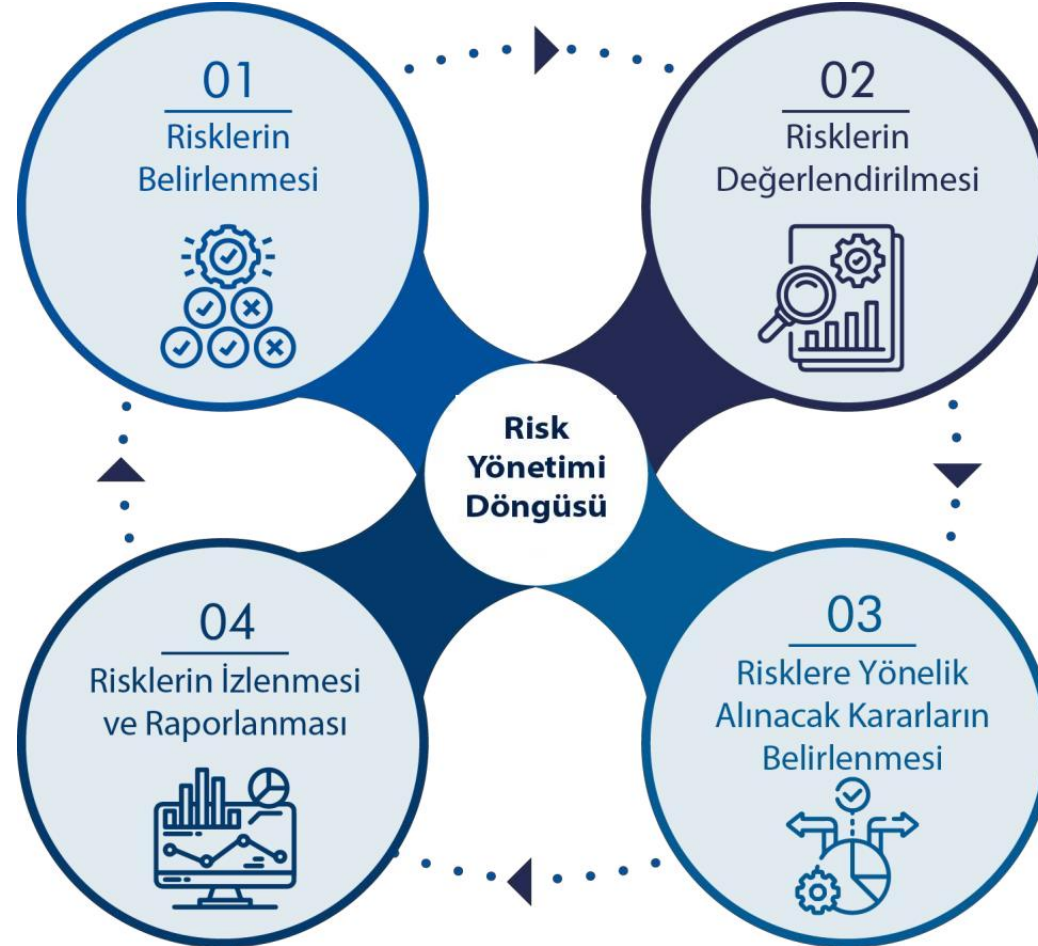 01
Risklerin
Belirlenmesi
02
Risklerin
Değerlendirilmesi
Risk
Yönetimi
Döngüsü
03
Risklere Yönelik
Alınacak Kararların
Belirlenmesi
04
Risklerin İzlenmesi
ve Raporlanması